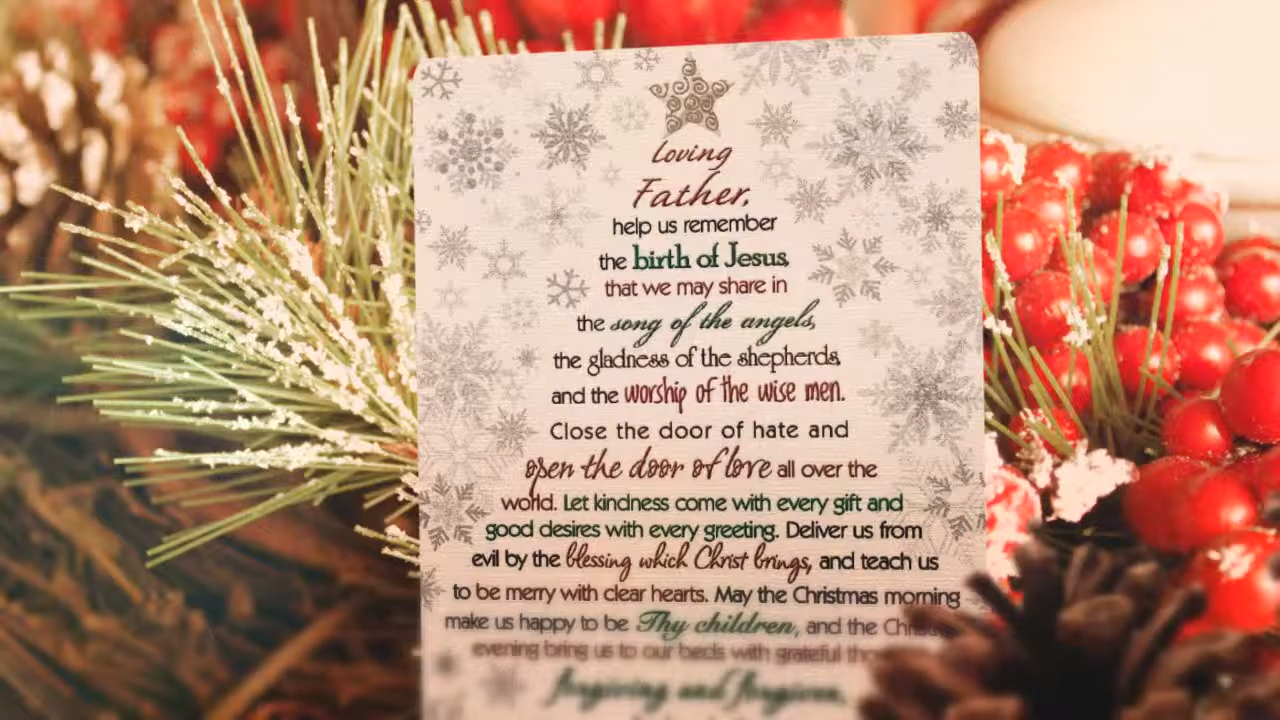 loving
Father,
help us remember
the birth of Jesus,
that we may share in
the song of the angels,
the gladness of the shepherds,
and the worship of the wise men.
Close the door of hate and
open the door of love all over the
world. Let kindness come with every gift and
good desires with every greeting. Deliver us from
evil by the blessing which Christ brings, and teach us
to be merry with clear hearts. May the Christmas morning
make us happy to be Thy children, and the
evening bring us to our beds with grateful
forgiving and forgiven,